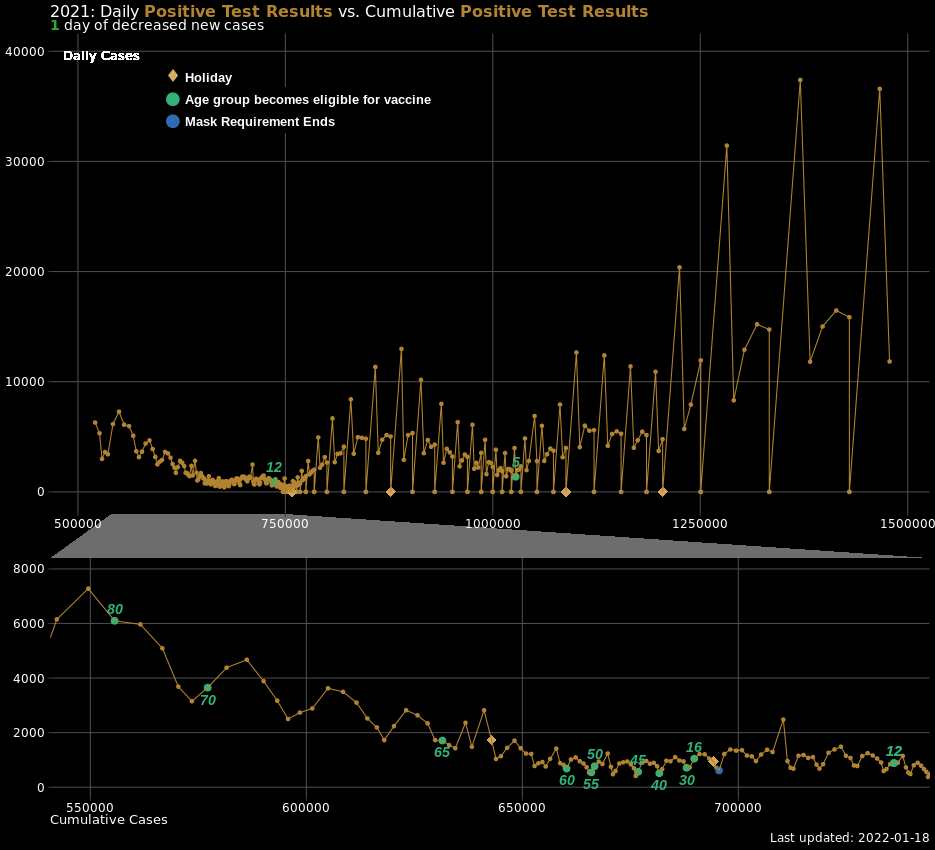 2021: Daily Positive Test Results vs. Cumulative Positive Test Results
1 day of decreased new cases
40000
Daily Cases
Holiday
Age group becomes eligible for vaccine
Mask Requirement Ends
30000
20000
10000
12
5
0
500000 750000 1000000 1250000 1500000
8000
80
6000
4000
70
2000
65
60
50
55
45
40
16
30
12
0
550000 600000 650000 700000
Cumulative Cases
Last updated: 2022-01-18